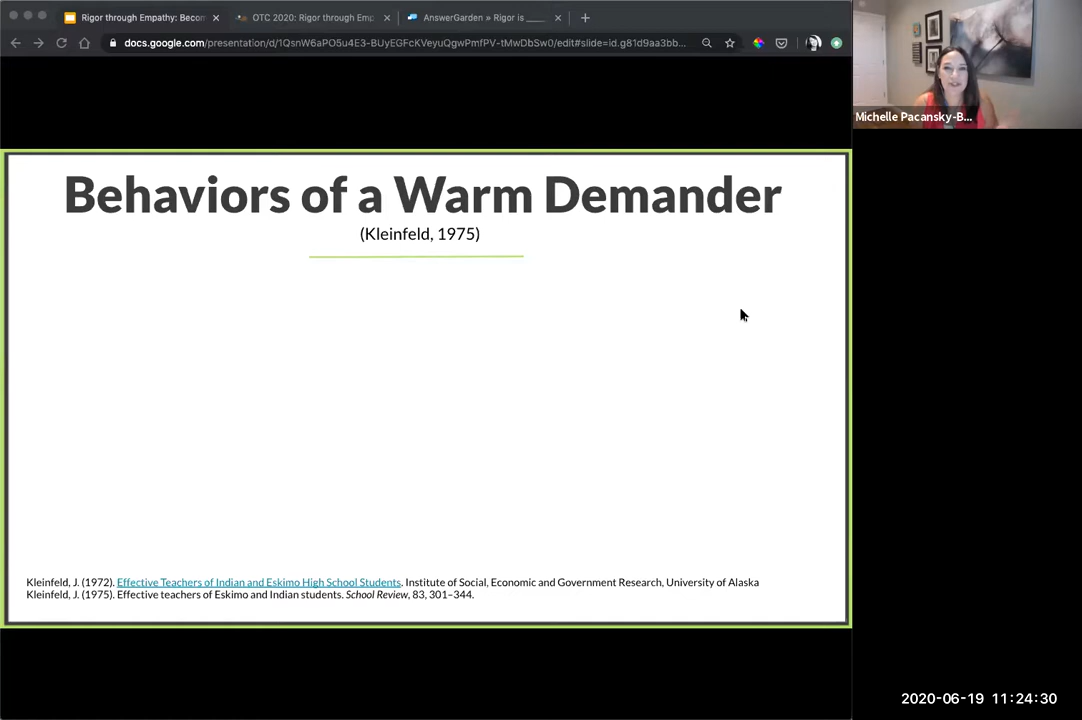 Rigor through Empathy: Becom
OTC 2020: Rigor through Emp
AnswerGarden » Rigor is ____
docs.google.com/presentation/d/1QsnW6aPO5u4E3-BUyEGFcKVeyuQgwPmfPV-tMwDbSw0/edit#slide=id.g81d9aa3bb...
Michelle Pacansky-B...
Behaviors of a Warm Demander
(Kleinfeld, 1975)
Kleinfeld, J. (1972). Effective Teachers of Indian and Eskimo High School Students. Institute of Social, Economic and Government Research, University of Alaska
Kleinfeld, J. (1975). Effective teachers of Eskimo and Indian students. School Review, 83, 301–344.
2020-06-19 11:24:30